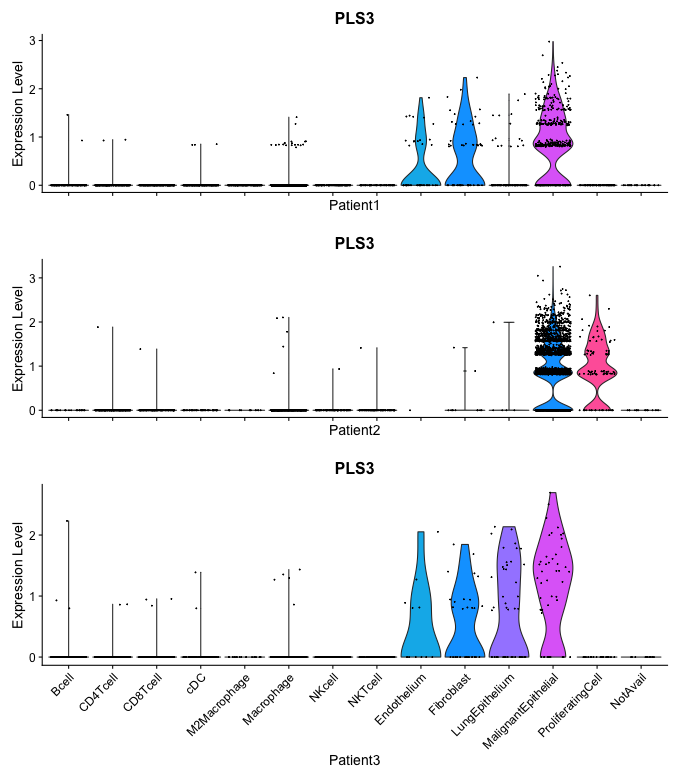 PLS3
Expression Level
3
2
1
0
Patient1
PLS3
Expression Level
3
2
1
0
Patient2
PLS3
Expression Level
2
1
0
Bcell
CD4Tcell
CD8Tcell
cDC
M2Macrophage
Macrophage
NKcell
NKTcell
Endothelium
Fibroblast
LungEpithelium
MalignantEpithelial
ProliferatingCell
NotAvail
Patient3